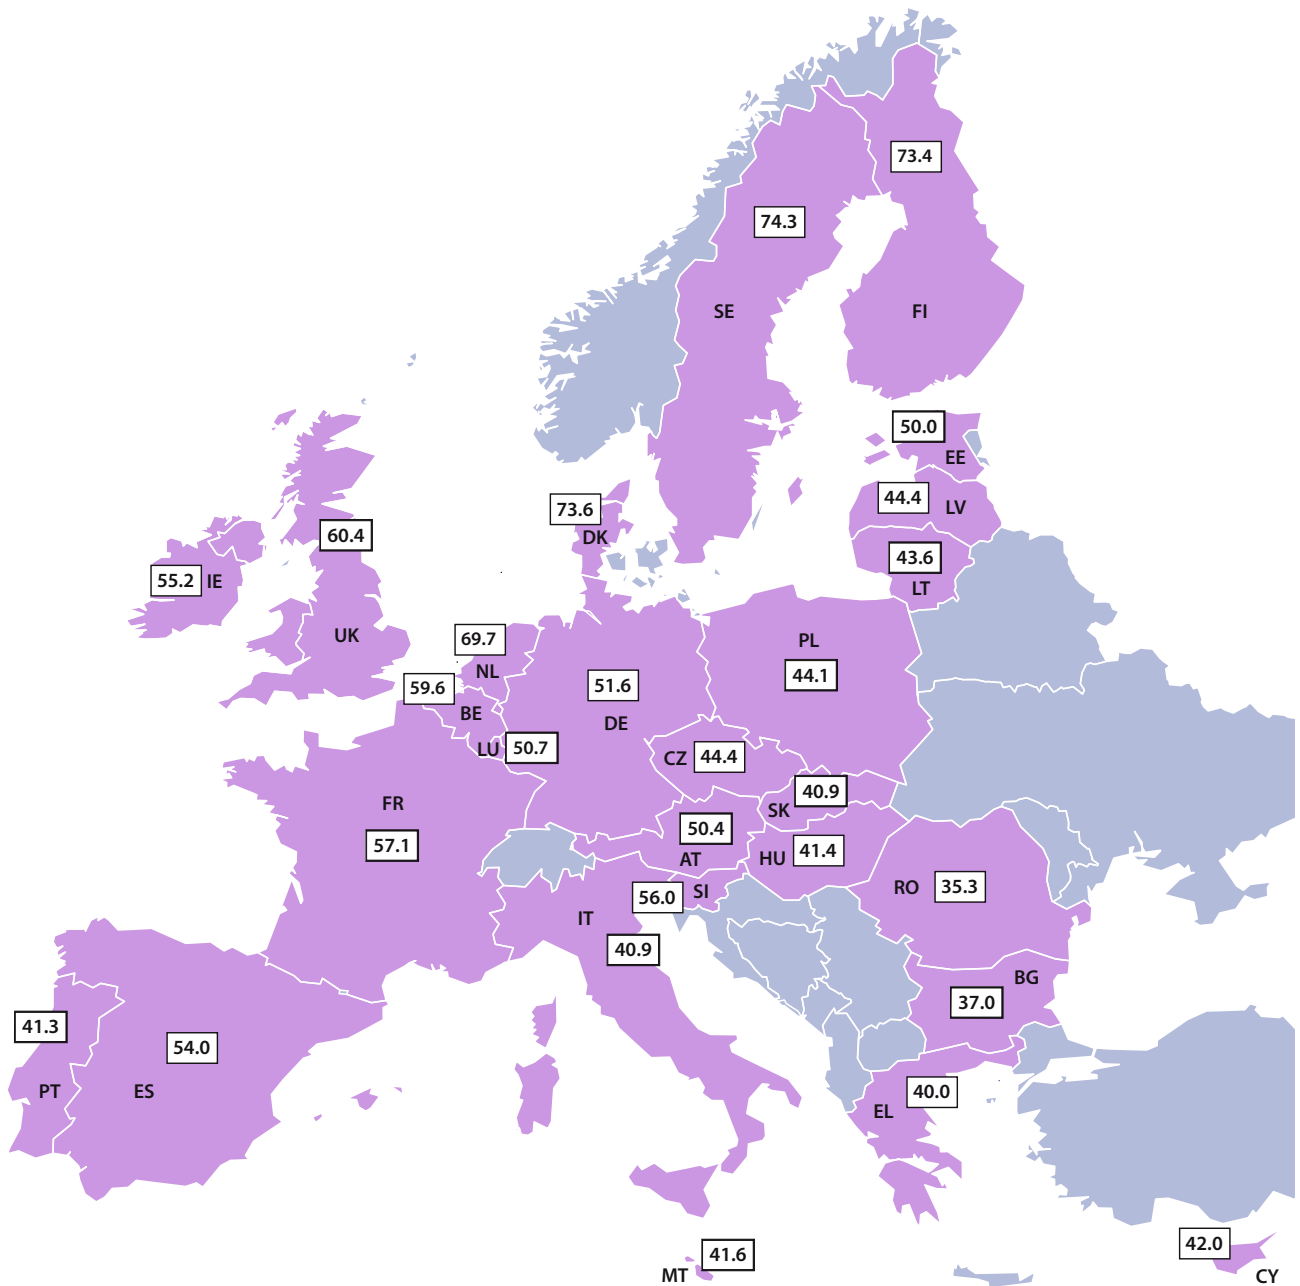 73.4
74.3
SE
FI
50.0
EE
44.4
LV
73.6
DK
60.4
43.6
LT
55.2
IE
UK
69.7
NL
PL
44.1
59.6
BE
51.6
DE
LU
50.7
CZ
44.4
40.9
SK
FR
57.1
50.4
AT
HU
41.4
56.0
SI
RO
35.3
IT
40.9
BG
37.0
41.3
PT
54.0
ES
40.0
EL
41.6
MT
42.0
CY